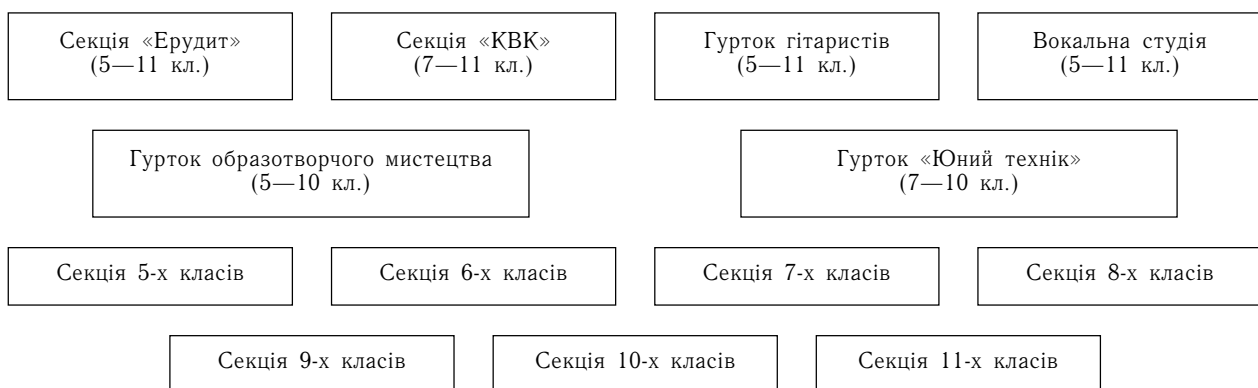 Секція «Ерудит»
(5—11 кл.)
Секція «КВК»
(7—11 кл.)
Гурток гітаристів
(5—11 кл.)
Вокальна студія
(5—11 кл.)
Гурток образотворчого мистецтва
(5—10 кл.)
Гурток «Юний технік»
(7—10 кл.)
Секція 5-х класів
Секція 6-х класів
Секція 7-х класів
Секція 8-х класів
Секція 9-х класів
Секція 10-х класів
Секція 11-х класів